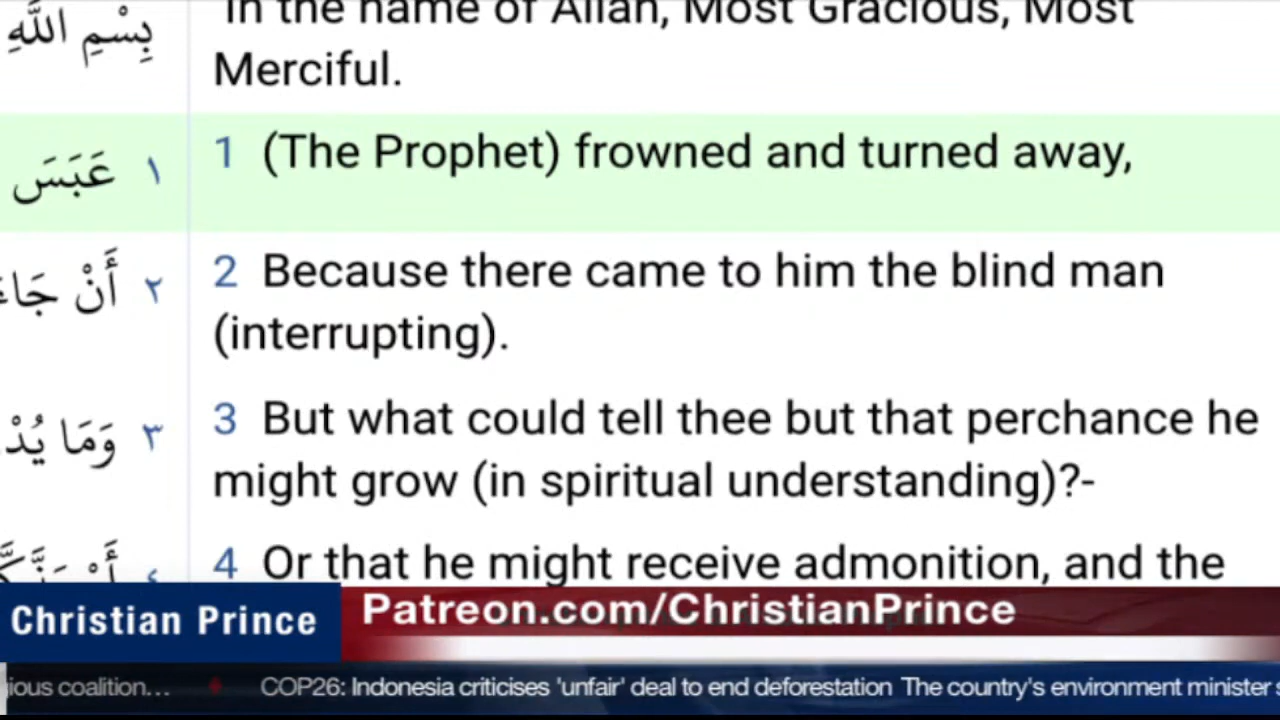 بِسْمِ اللَّهِ
In the name of Allah, Most Gracious, Most
Merciful.
١ عَبَسَ
1 (The Prophet) frowned and turned away,
٢ أَنْ
2 Because there came to him the blind man
(interrupting).
٣
3 But what could tell thee but that perchance he
might grow (in spiritual understanding)?-
4 Or that he might receive admonition, and the
Christian Prince
Patreon.com/ChristianPrince
coalition... COP26: Indonesia criticises 'unfair' deal to end deforestation The country's environment minister